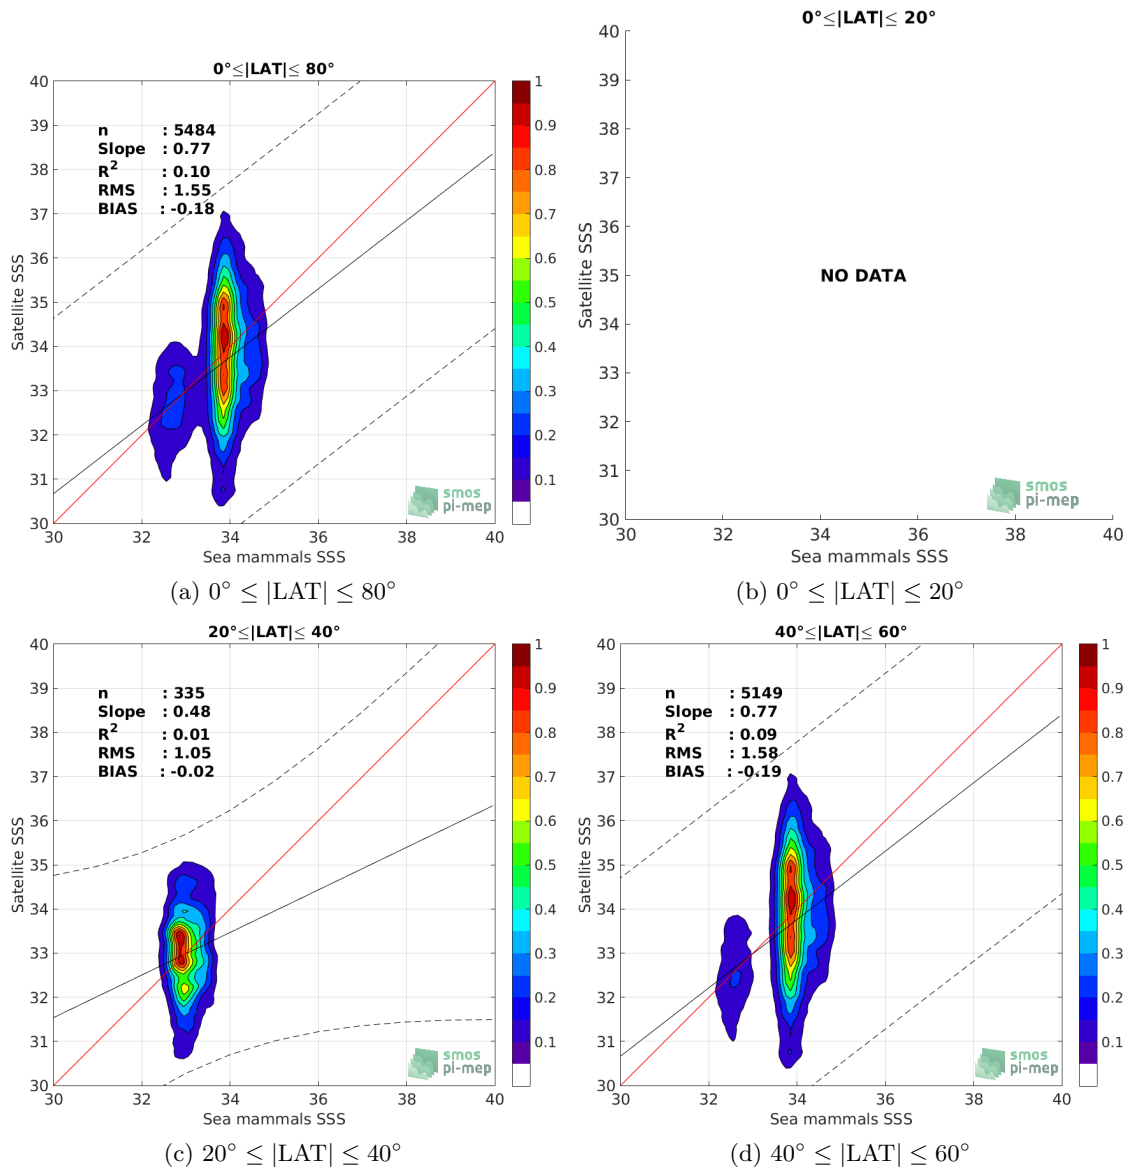 0°≤|LAT|≤ 80°
n : 5484
Slope : 0.77
R2 : 0.10
RMS : 1.55
BIAS : -0.18
40
39
38
37
36
35
34
33
32
31
30
Satellite SSS
30 32 34 36 38 40
Sea mammals SSS
1
0.9
0.8
0.7
0.6
0.5
0.4
0.3
0.2
0.1
smos
pi-mep
(a) 0° ≤ |LAT| ≤ 80°
0°≤|LAT|≤ 20°
40
39
38
37
36
35
34
33
32
31
30
Satellite SSS
NO DATA
30 32 34 36 38 40
Sea mammals SSS
smos
pi-mep
(b) 0° ≤ |LAT| ≤ 20°
20°≤|LAT|≤ 40°
n : 335
Slope : 0.48
R2 : 0.01
RMS : 1.05
BIAS : -0.02
40
39
38
37
36
35
34
33
32
31
30
Satellite SSS
30 32 34 36 38 40
Sea mammals SSS
1
0.9
0.8
0.7
0.6
0.5
0.4
0.3
0.2
0.1
smos
pi-mep
(c) 20° ≤ |LAT| ≤ 40°
40°≤|LAT|≤ 60°
n : 5149
Slope : 0.77
R2 : 0.09
RMS : 1.58
BIAS : -0.19
40
39
38
37
36
35
34
33
32
31
30
Satellite SSS
30 32 34 36 38 40
Sea mammals SSS
1
0.9
0.8
0.7
0.6
0.5
0.4
0.3
0.2
0.1
smos
pi-mep
(d) 40° ≤ |LAT| ≤ 60°